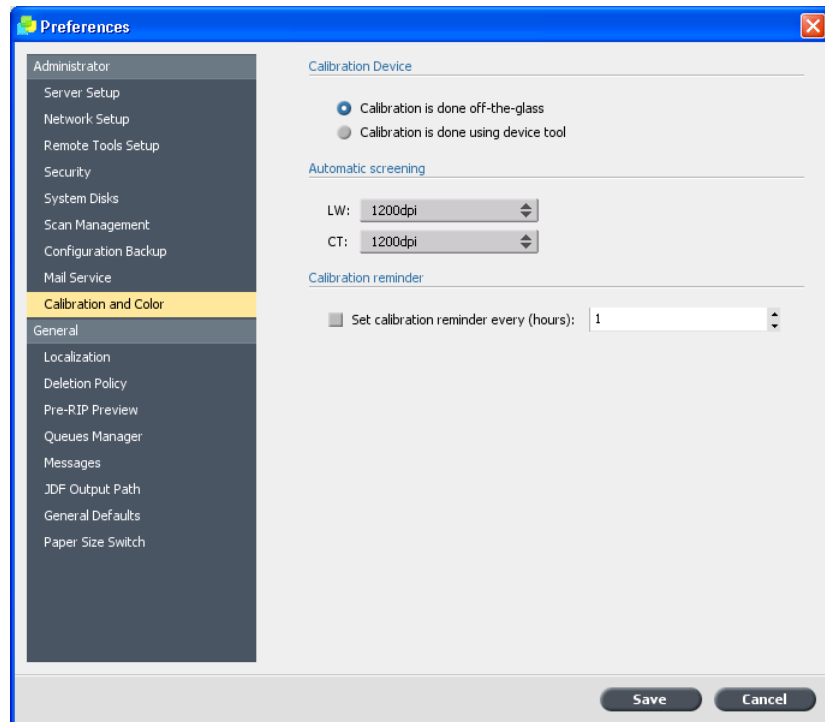 Preferences
Administrator
Server Setup
Network Setup
Remote Tools Setup
Security
System Disks
Scan Management
Configuration Backup
Mail Service
Calibration and Color
General
Localization
Deletion Policy
Pre-RIP Preview
Queues Manager
Messages
JDF Output Path
General Defaults
Paper Size Switch
Calibration Device
Calibration is done off-the-glass
Calibration is done using device tool
Automatic screening
LW: 1200dpi
CT: 1200dpi
Calibration reminder
Set calibration reminder every (hours): 1
Save Cancel